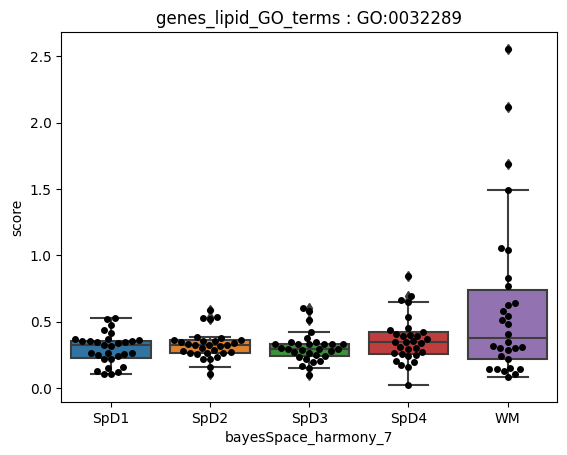 genes_lipid_GO_terms : GO:0032289
2.5
2.0
1.5
1.0
0.5
0.0
score
SpD1 SpD2 SpD3 SpD4 WM
bayesSpace_harmony_7